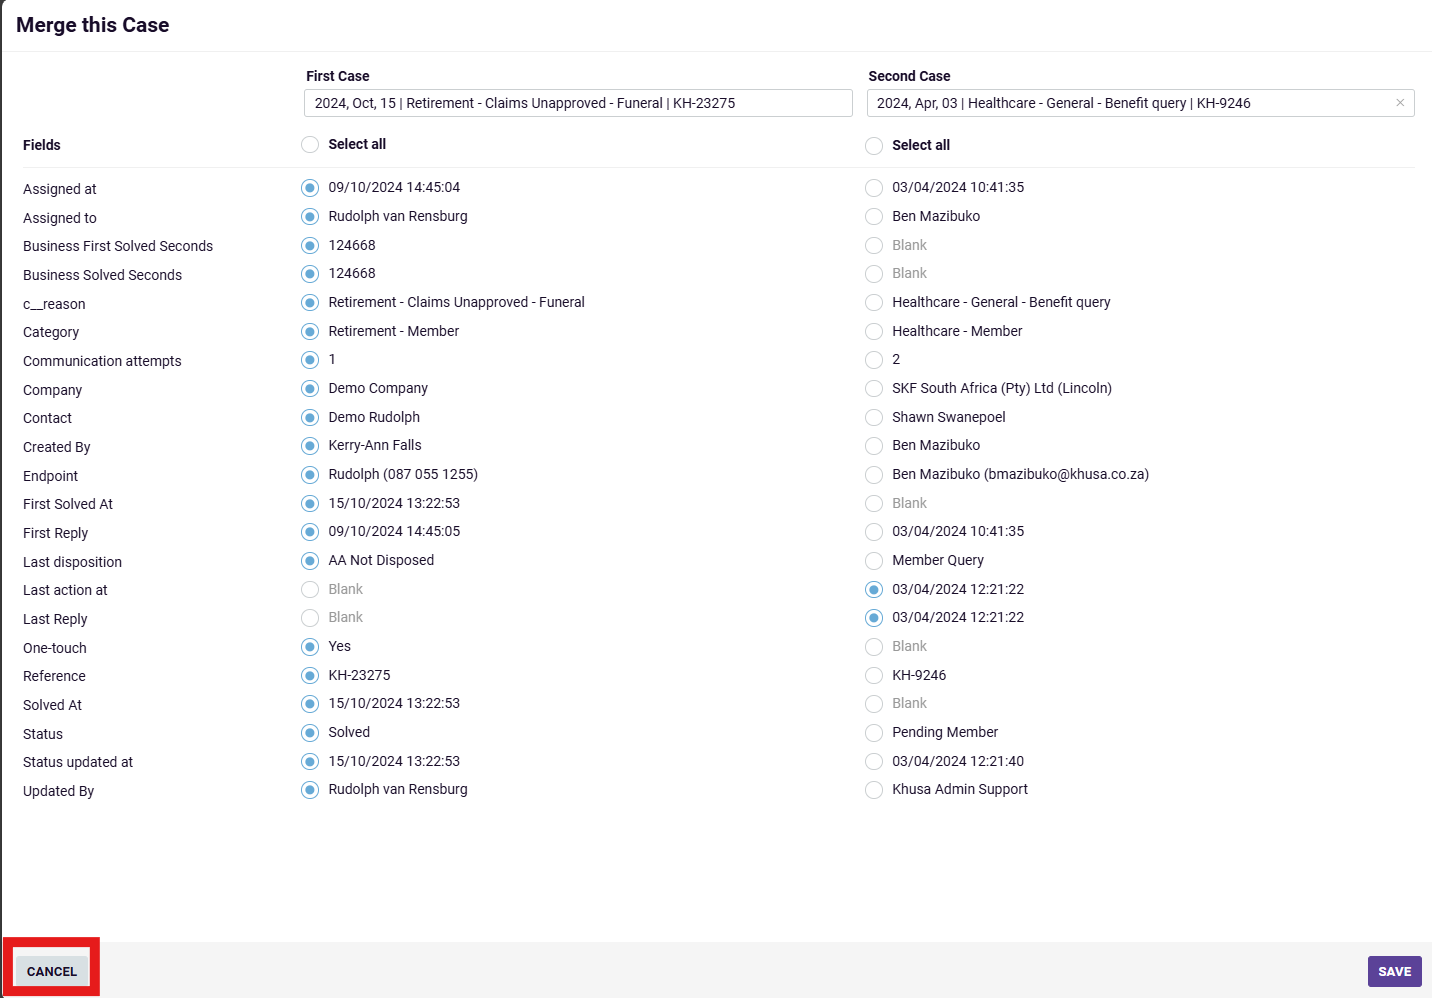 Merge this Case
First Case Second Case
2024, Oct, 15 | Retirement - Claims Unapproved - Funeral | KH-23275 2024, Apr, 03 | Healthcare - General - Benefit query | KH-9246 ×
Fields Select all Select all
Assigned at 09/10/2024 14:45:04 03/04/2024 10:41:35
Assigned to Rudolph van Rensburg Ben Mazibuko
Business First Solved Seconds 124668 Blank
Business Solved Seconds 124668 Blank
c__reason Retirement - Claims Unapproved - Funeral Healthcare - General - Benefit query
Category Retirement - Member Healthcare - Member
Communication attempts 1 2
Company Demo Company SKF South Africa (Pty) Ltd (Lincoln)
Contact Demo Rudolph Shawn Swanepoel
Created By Kerry-Ann Falls Ben Mazibuko
Endpoint Rudolph (087 055 1255) Ben Mazibuko (bmazibuko@khusa.co.za)
First Solved At 15/10/2024 13:22:53 Blank
First Reply 09/10/2024 14:45:05 03/04/2024 10:41:35
Last disposition AA Not Disposed Member Query
Last action at Blank 03/04/2024 12:21:22
Last Reply Blank 03/04/2024 12:21:22
One-touch Yes Blank
Reference KH-23275 KH-9246
Solved At 15/10/2024 13:22:53 Blank
Status Solved Pending Member
Status updated at 15/10/2024 13:22:53 03/04/2024 12:21:40
Updated By Rudolph van Rensburg Khusa Admin Support
CANCEL SAVE